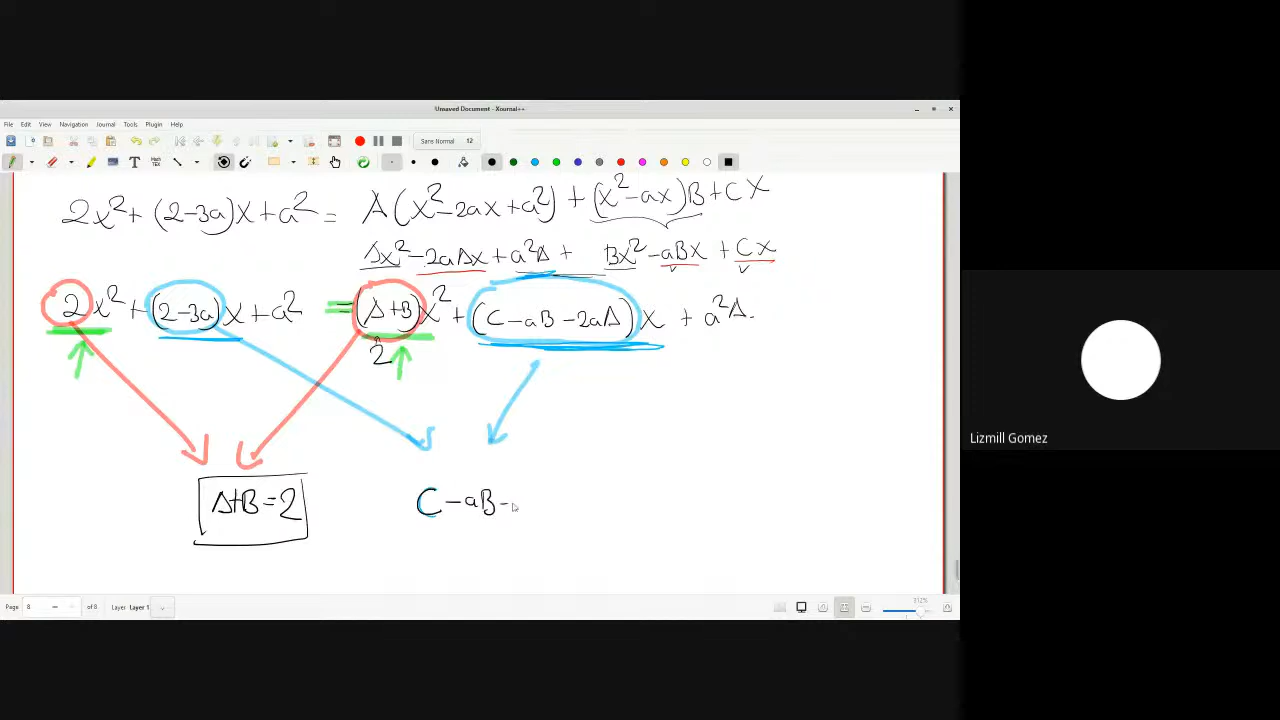 Unsaved Document - Xournal++
File Edit View Navigation Journal Tools Plugin Help
Sans Normal 12
2x² + (2-3a)x + a² = A(x² - 2ax + a²) + (x² - ax)B + Cx
Ax² - 2aAx + a²A + Bx² - aBx + Cx
2x² + (2-3a)x + a² = (A+B)x² + (C - aB - 2aA)x + a²A.
2
A+B=2 C - aB -
Lizmill Gomez
Page 8 of 8 Layer Layer 1 312%